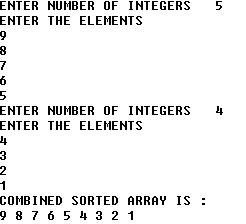 ENTER NUMBER OF INTEGERS   5
ENTER THE ELEMENTS
9
8
7
6
5
ENTER NUMBER OF INTEGERS   4
ENTER THE ELEMENTS
4
3
2
1
COMBINED SORTED ARRAY IS :
9 8 7 6 5 4 3 2 1